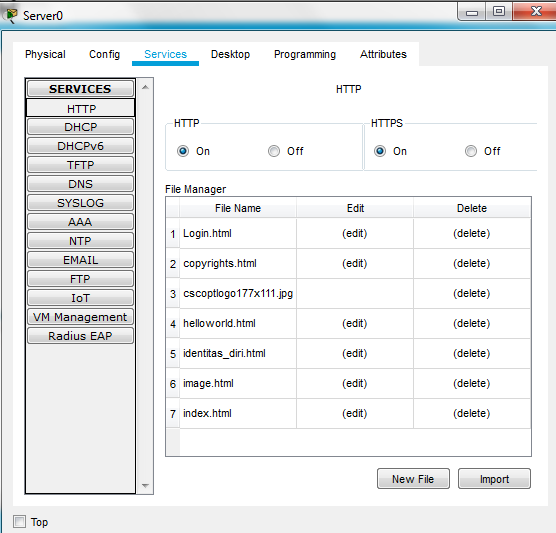 Server0
Physical Config Services Desktop Programming Attributes
SERVICES
HTTP
DHCP
DHCPv6
TFTP
DNS
SYSLOG
AAA
NTP
EMAIL
FTP
IoT
VM Management
Radius EAP
HTTP
HTTP
On Off
HTTPS
On Off
File Manager
File Name Edit Delete
1 Login.html (edit) (delete)
2 copyrights.html (edit) (delete)
3 cscoptlogo177x111.jpg (delete)
4 helloworld.html (edit) (delete)
5 identitas_diri.html (edit) (delete)
6 image.html (edit) (delete)
7 index.html (edit) (delete)
New File Import
Top